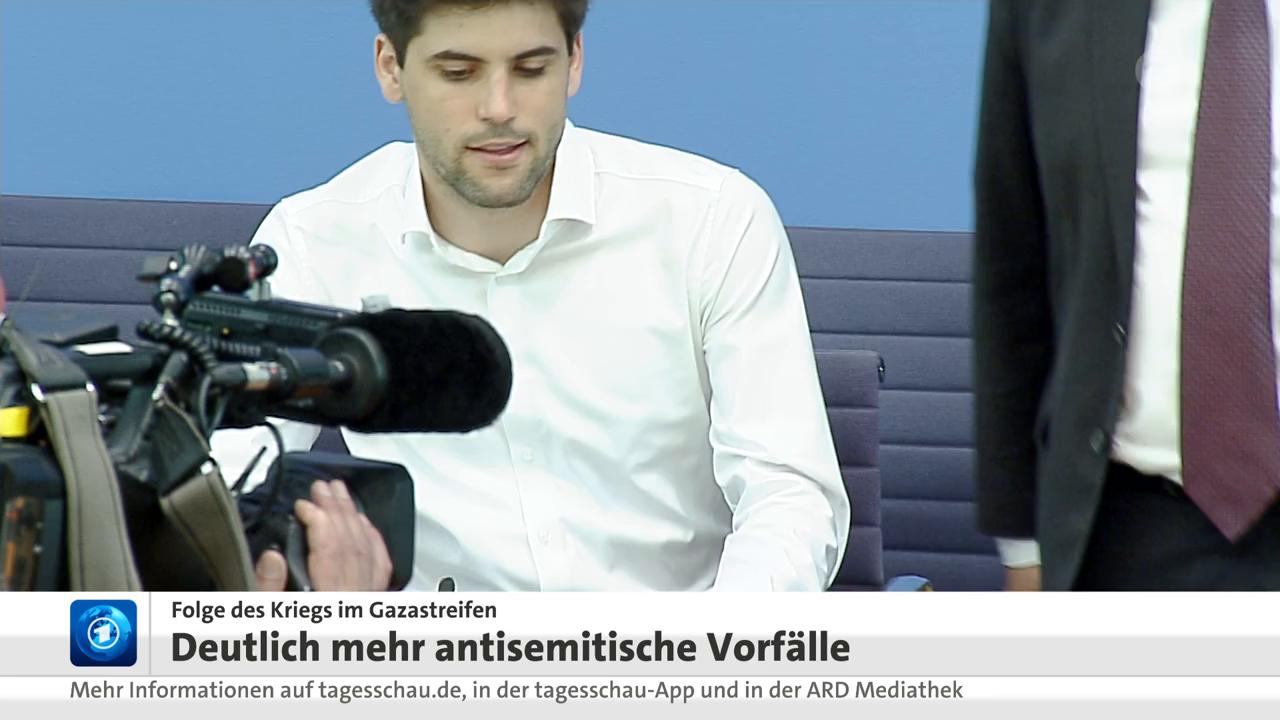 Folge des Kriegs im Gazastreifen
Deutlich mehr antisemitische Vorfälle
Mehr Informationen auf tagesschau.de, in der tagesschau-App und in der ARD Mediathek